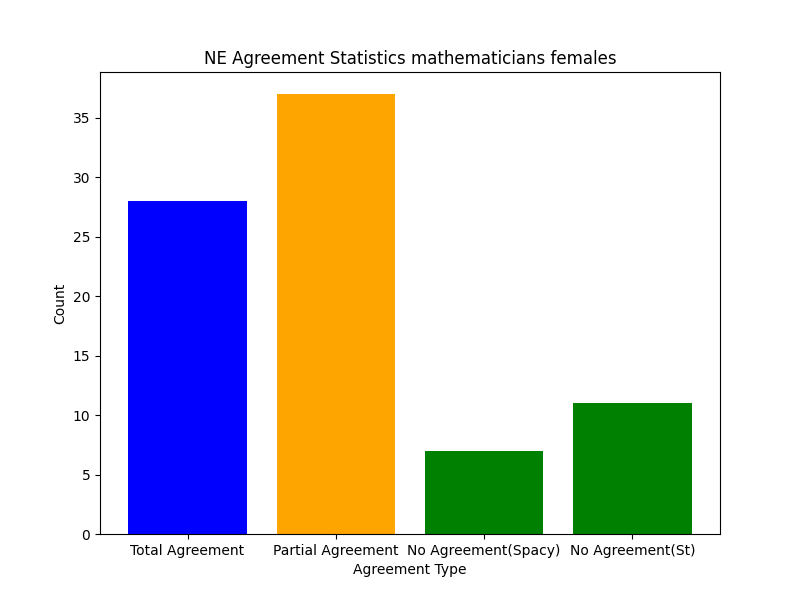 NE Agreement Statistics mathematicians females
35
30
25
20
15
10
5
0
Count
Total Agreement Partial Agreement No Agreement(Spacy) No Agreement(St)
Agreement Type